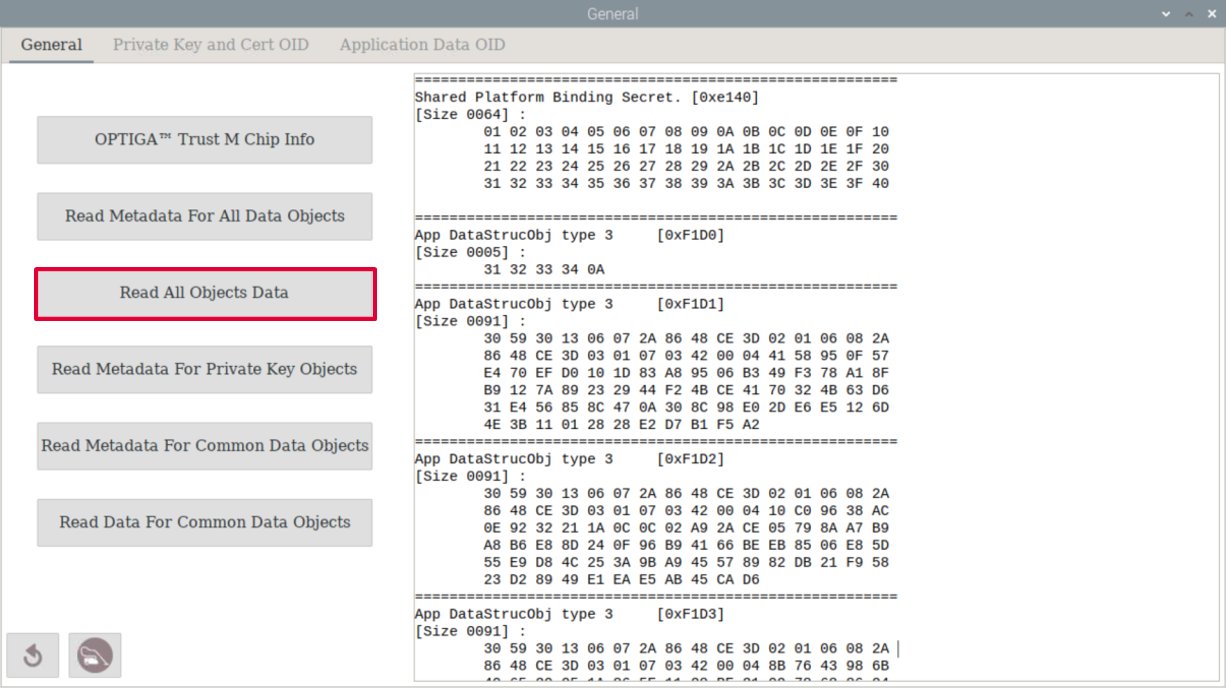 General
General Private Key and Cert OID Application Data OID
OPTIGA™ Trust M Chip Info
Read Metadata For All Data Objects
Read All Objects Data
Read Metadata For Private Key Objects
Read Metadata For Common Data Objects
Read Data For Common Data Objects
========================================================
Shared Platform Binding Secret. [0xe140]
[Size 0064] :
01 02 03 04 05 06 07 08 09 0A 0B 0C 0D 0E 0F 10
11 12 13 14 15 16 17 18 19 1A 1B 1C 1D 1E 1F 20
21 22 23 24 25 26 27 28 29 2A 2B 2C 2D 2E 2F 30
31 32 33 34 35 36 37 38 39 3A 3B 3C 3D 3E 3F 40
========================================================
App DataStrucObj type 3 [0xF1D0]
[Size 0005] :
31 32 33 34 0A
========================================================
App DataStrucObj type 3 [0xF1D1]
[Size 0091] :
30 59 30 13 06 07 2A 86 48 CE 3D 02 01 06 08 2A
86 48 CE 3D 03 01 07 03 42 00 04 41 58 95 0F 57
E4 70 EF D0 10 1D 83 A8 95 06 B3 49 F3 78 A1 8F
B9 12 7A 89 23 29 44 F2 4B CE 41 70 32 4B 63 D6
31 E4 56 85 8C 47 0A 30 8C 98 E0 2D E6 E5 12 6D
4E 3B 11 01 28 28 E2 D7 B1 F5 A2
========================================================
App DataStrucObj type 3 [0xF1D2]
[Size 0091] :
30 59 30 13 06 07 2A 86 48 CE 3D 02 01 06 08 2A
86 48 CE 3D 03 01 07 03 42 00 04 10 C0 96 38 AC
0E 92 32 21 1A 0C 0C 02 A9 2A CE 05 79 8A A7 B9
A8 B6 E8 8D 24 0F 96 B9 41 66 BE EB 85 06 E8 5D
55 E9 D8 4C 25 3A 9B A9 45 57 89 82 DB 21 F9 58
23 D2 89 49 E1 EA E5 AB 45 CA D6
========================================================
App DataStrucObj type 3 [0xF1D3]
[Size 0091] :
30 59 30 13 06 07 2A 86 48 CE 3D 02 01 06 08 2A
86 48 CE 3D 03 01 07 03 42 00 04 8B 76 43 98 6B